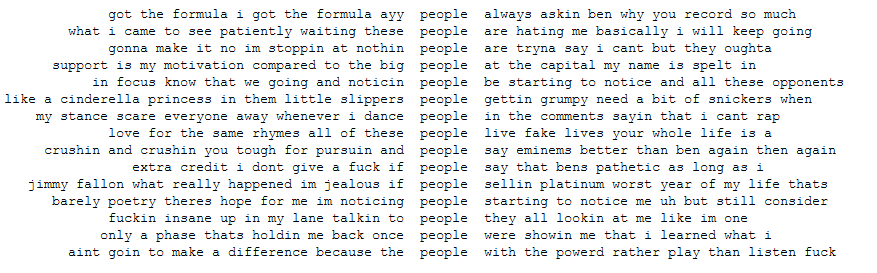 got the formula i got the formula ayy people always askin ben why you record so much
what i came to see patiently waiting these people are hating me basically i will keep going
gonna make it no im stoppin at nothin people are tryna say i cant but they oughta
support is my motivation compared to the big people at the capital my name is spelt in
in focus know that we going and noticin people be starting to notice and all these opponents
like a cinderella princess in them little slippers people gettin grumpy need a bit of snickers when
my stance scare everyone away whenever i dance people in the comments sayin that i cant rap
love for the same rhymes all of these people live fake lives your whole life is a
crushin and crushin you tough for pursuin and people say eminems better than ben again then again
extra credit i dont give a fuck if people say that bens pathetic as long as i
jimmy fallon what really happened im jealous if people sellin platinum worst year of my life thats
barely poetry theres hope for me im noticing people starting to notice me uh but still consider
fuckin insane up in my lane talkin to people they all lookin at me like im one
only a phase thats holdin me back once people were showin me that i learned what i
aint goin to make a difference because the people with the powerd rather play than listen fuck